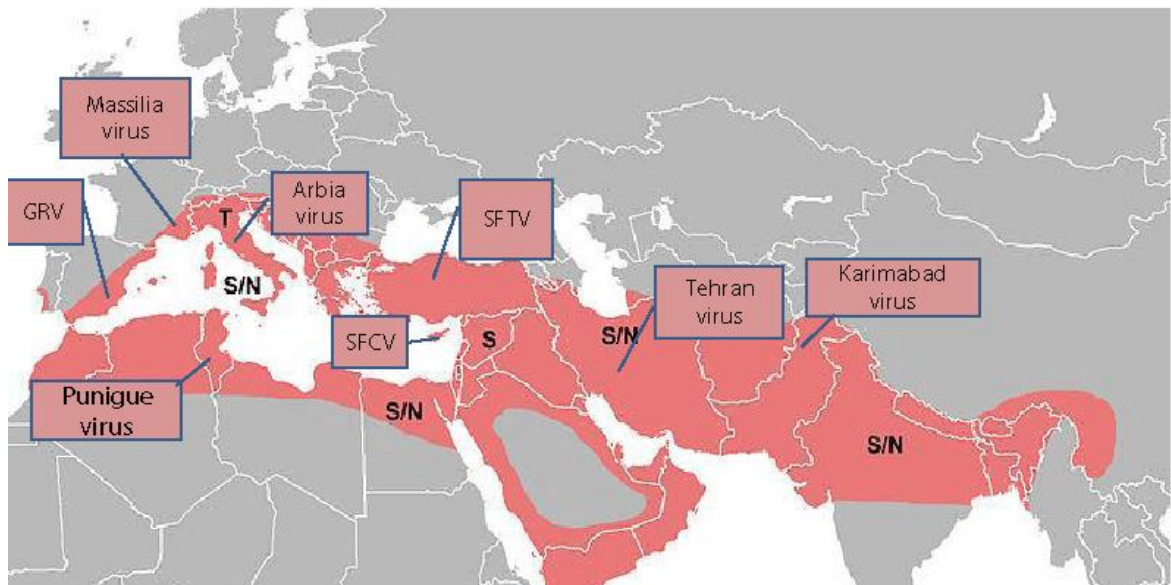 Massilia
virus
Arbia
virus
GRV
SFTV
T
S/N
Karimabad
virus
Tehran
virus
S/N
SFCV
S
Punigue
virus
S/N
S/N